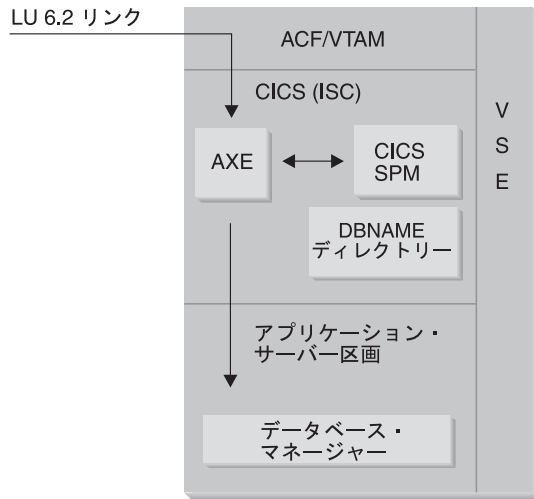 LU 6.2 リンク
ACF/VTAM
CICS (ISC)
V
S
E
AXE
CICS
SPM
DBNAME
ディレクトリー
アプリケーション・
サーバー区画
データベース・
マネージャー